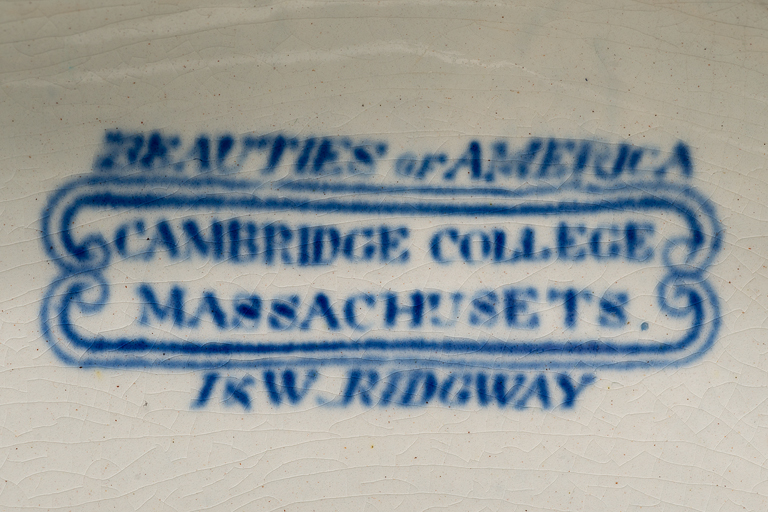 BEAUTIES OF AMERICA
CAMBRIDGE COLLEGE
MASSACHUSETS.
J & W. RIDGWAY